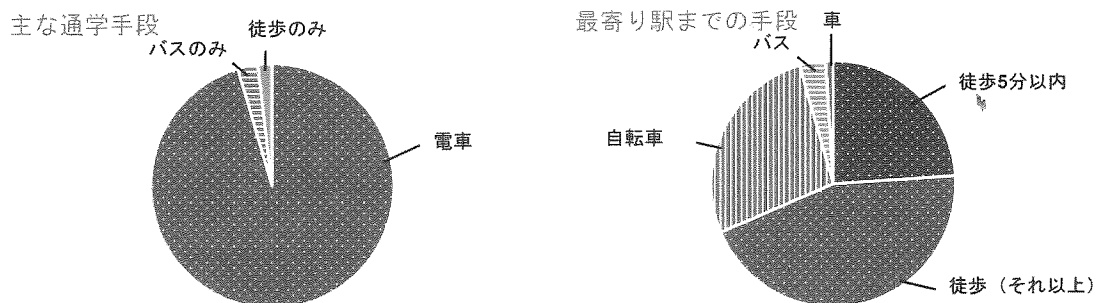 主な通学手段
徒歩のみ
バスのみ
電車
最寄り駅までの手段
車
バス
徒歩5分以内
自転車
徒歩（それ以上）